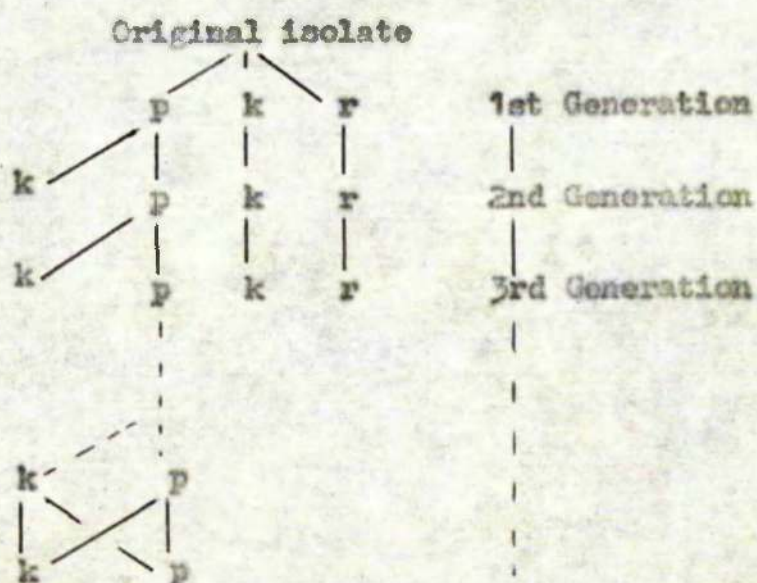 Original isolate
p k r 1st Generation
k p k r 2nd Generation
k p k r 3rd Generation
k p
k p